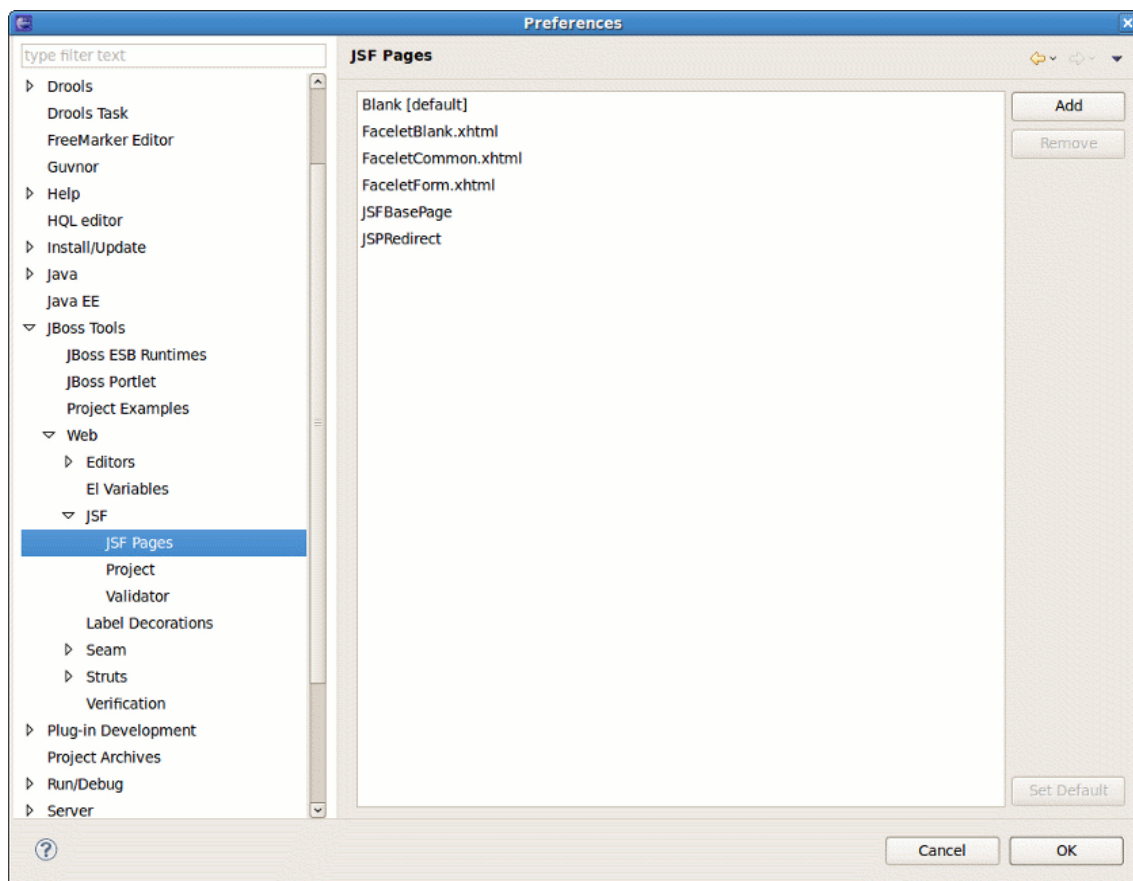 Preferences
type filter text
Drools
Drools Task
FreeMarker Editor
Guvnor
Help
HQL editor
Install/Update
Java
Java EE
JBoss Tools
JBoss ESB Runtimes
JBoss Portlet
Project Examples
Web
Editors
El Variables
JSF
JSF Pages
Project
Validator
Label Decorations
Seam
Struts
Verification
Plug-in Development
Project Archives
Run/Debug
Server
JSF Pages
Blank [default]
FaceletBlank.xhtml
FaceletCommon.xhtml
FaceletForm.xhtml
JSFBasePage
JSPRedirect
Add
Remove
Set Default
?
Cancel
OK